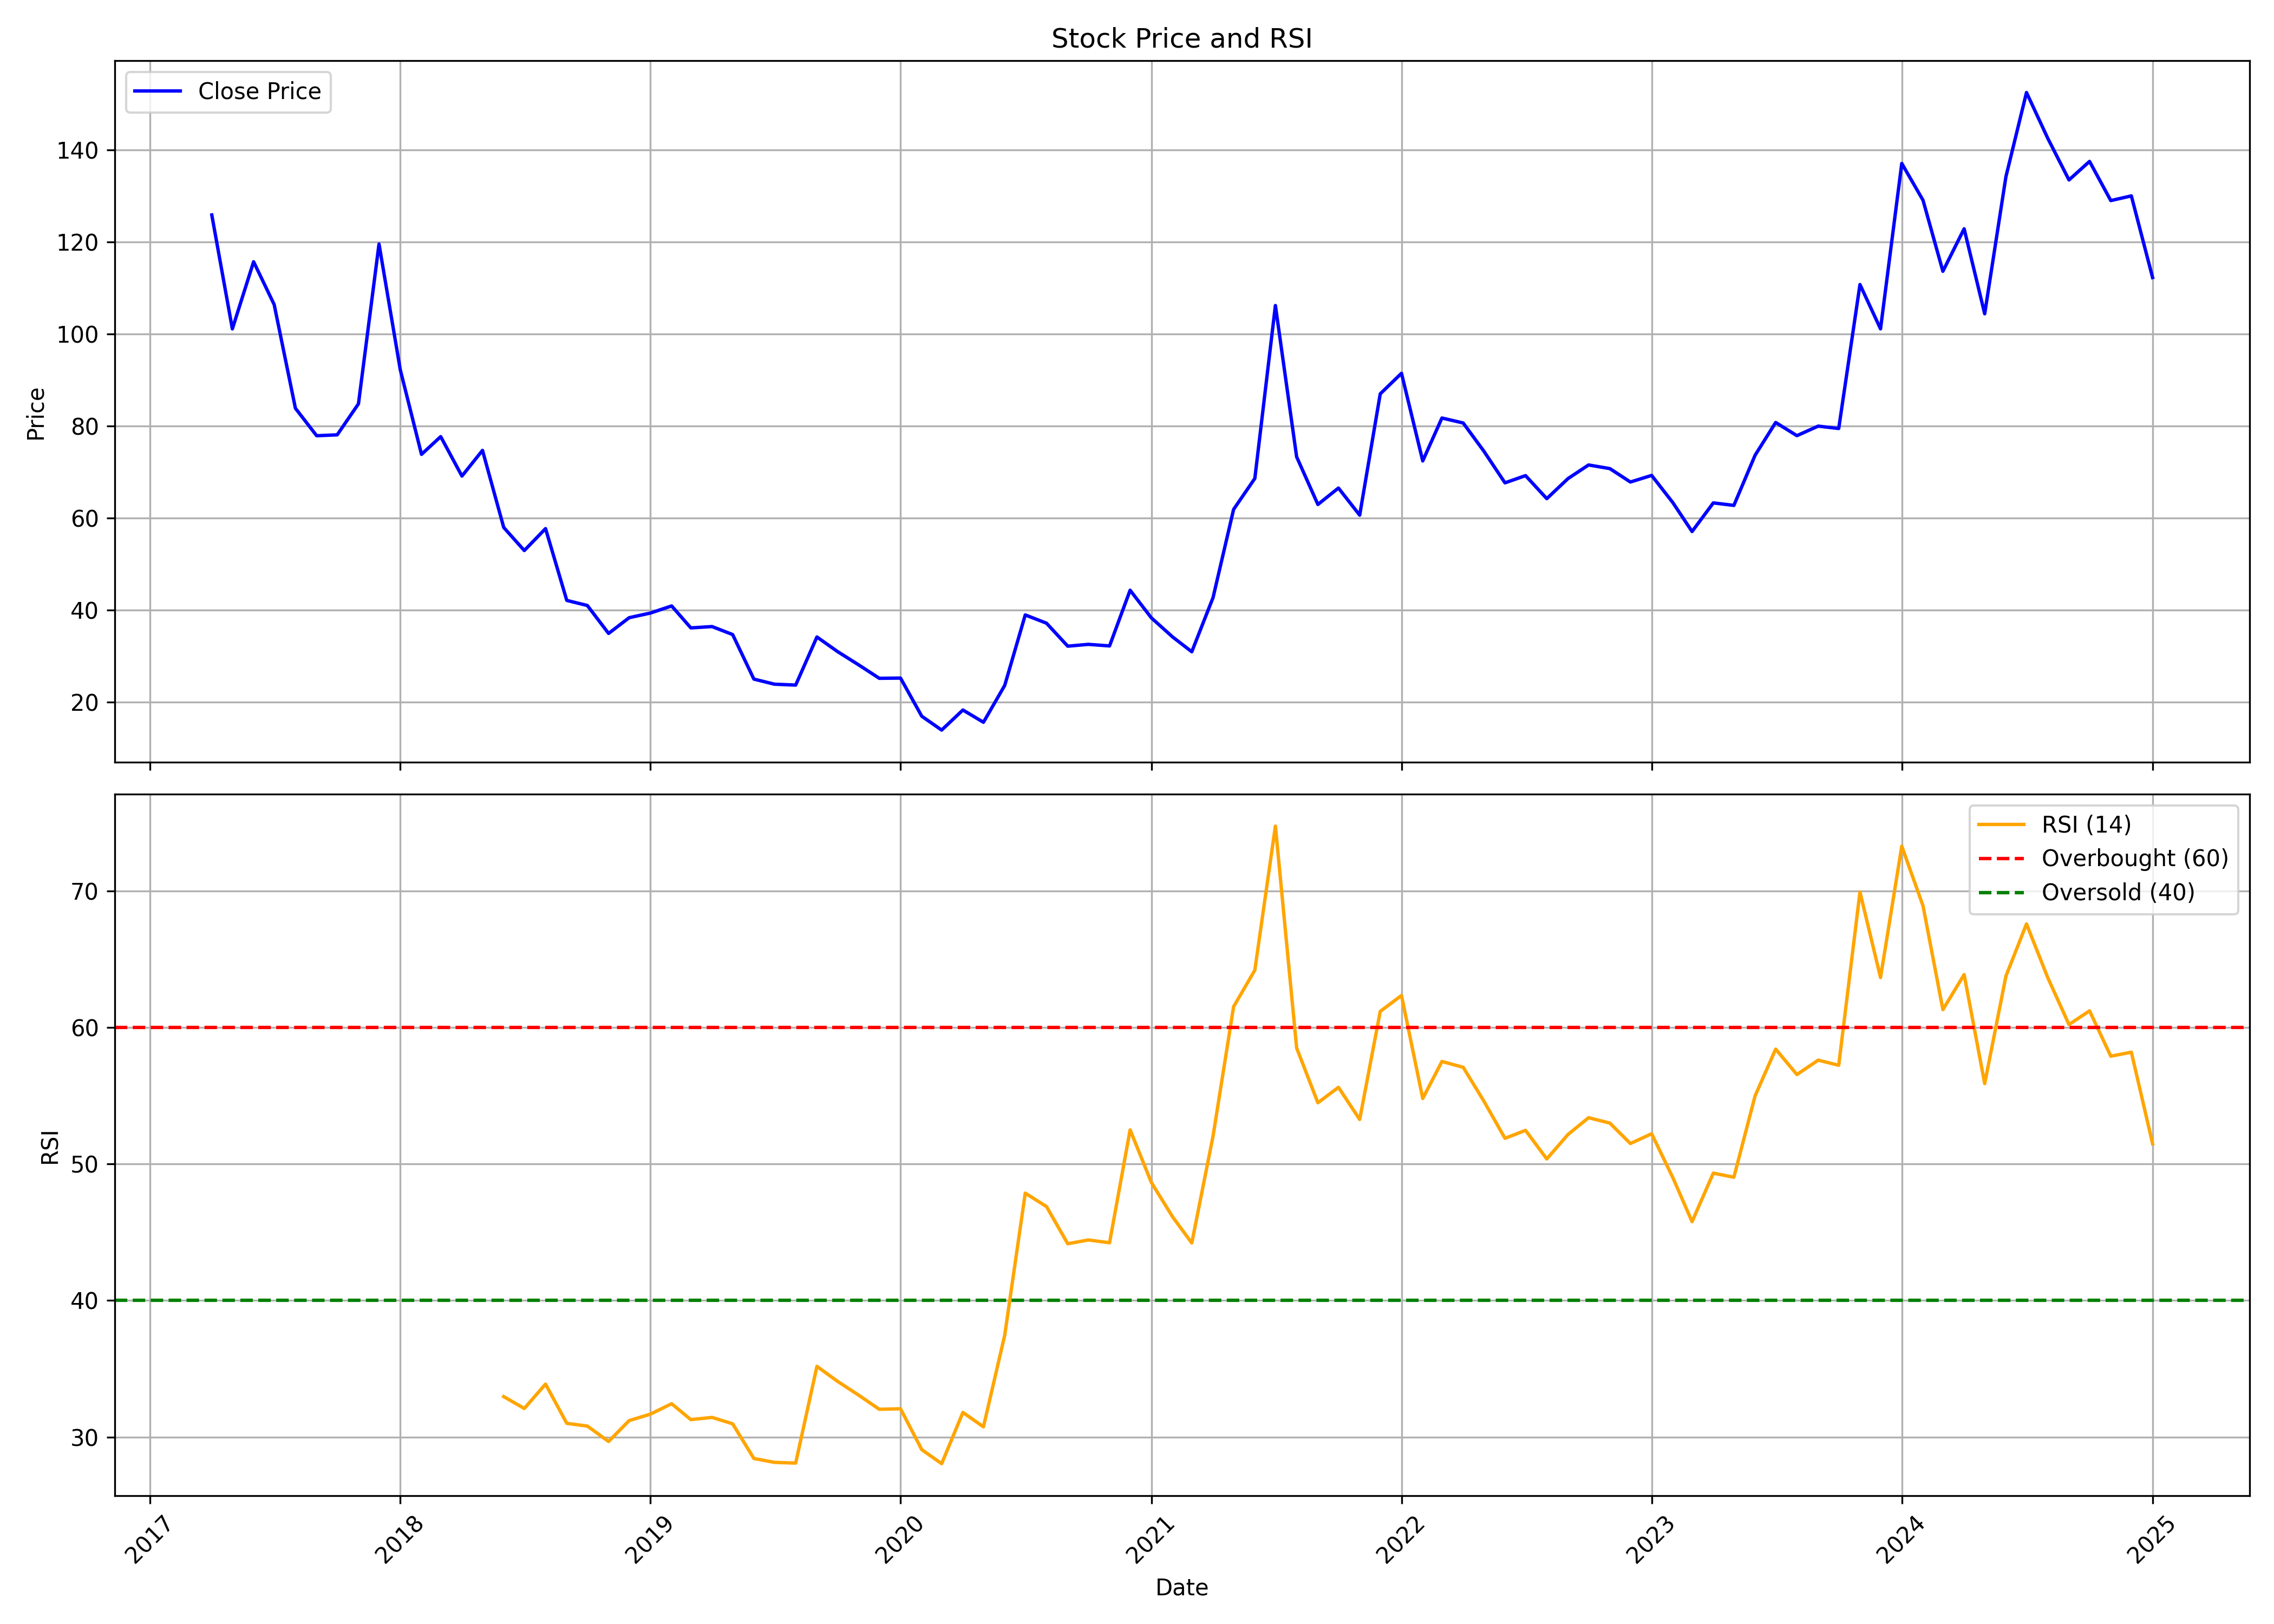 Stock Price and RSI
Close Price
Price
140
120
100
80
60
40
20
RSI (14)
Overbought (60)
Oversold (40)
RSI
70
60
50
40
30
2017
2018
2019
2020
2021
2022
2023
2024
2025
Date